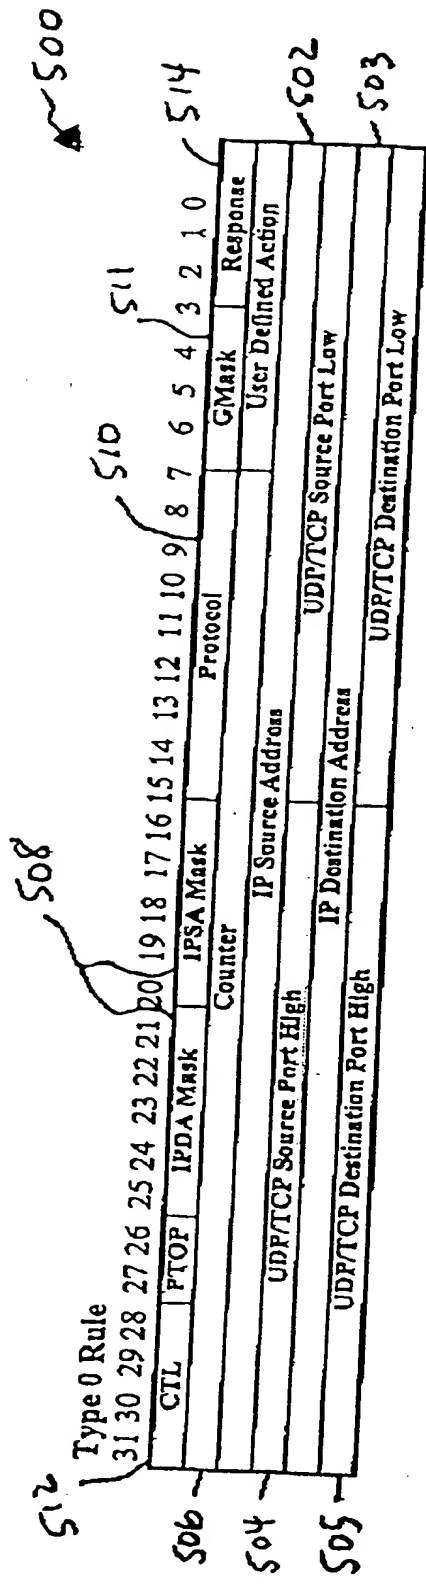 500
Type 0 Rule
512
508
510
511
514
31 30 29 28 27 26 25 24 23 22 21 20 19 18 17 16 15 14 13 12 11 10 9 8 7 6 5 4 3 2 1 0
CTL PTOP IPDA Mask IPSA Mask Protocol GMask Response
506 Counter User Defined Action
504 IP Source Address 502
UDP/TCP Source Port High UDP/TCP Source Port Low
505 IP Destination Address 503
UDP/TCP Destination Port High UDP/TCP Destination Port Low